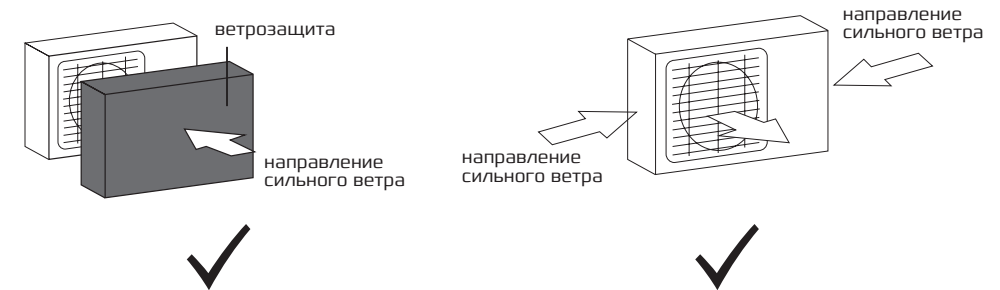 ветрозащита
направление
сильного ветра
направление
сильного ветра
направление
сильного ветра